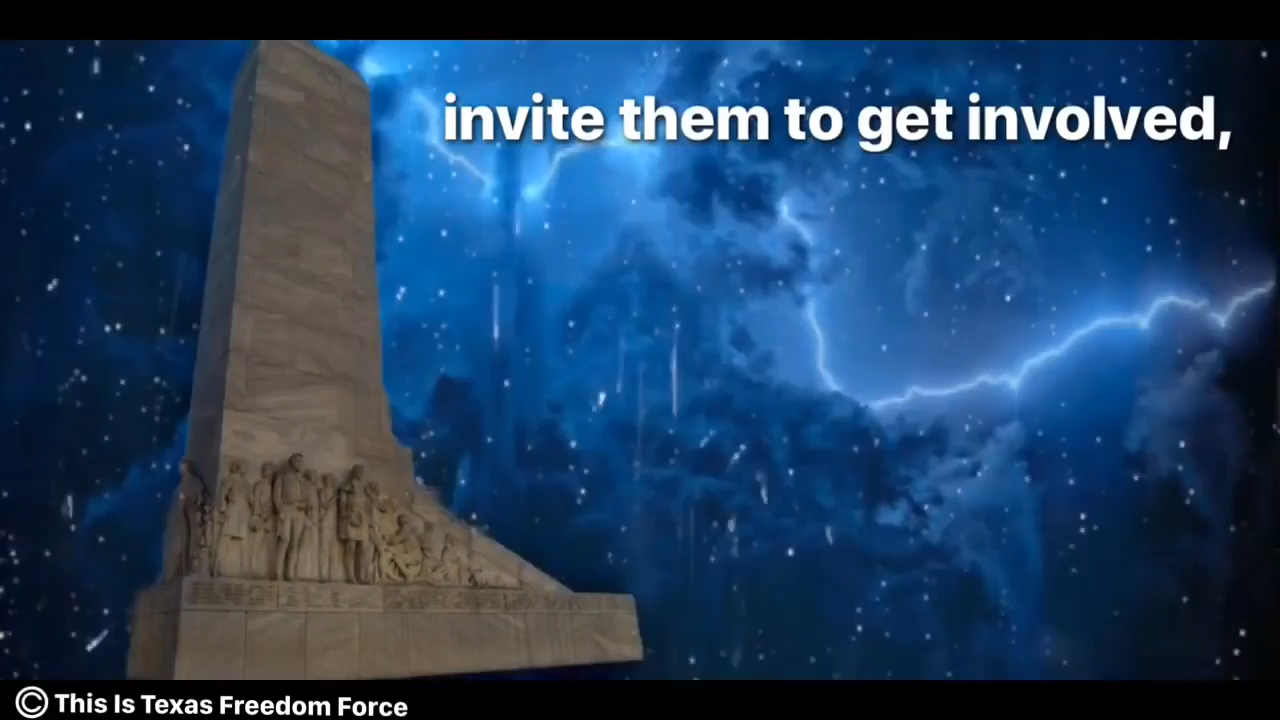 invite them to get involved,
© This Is Texas Freedom Force